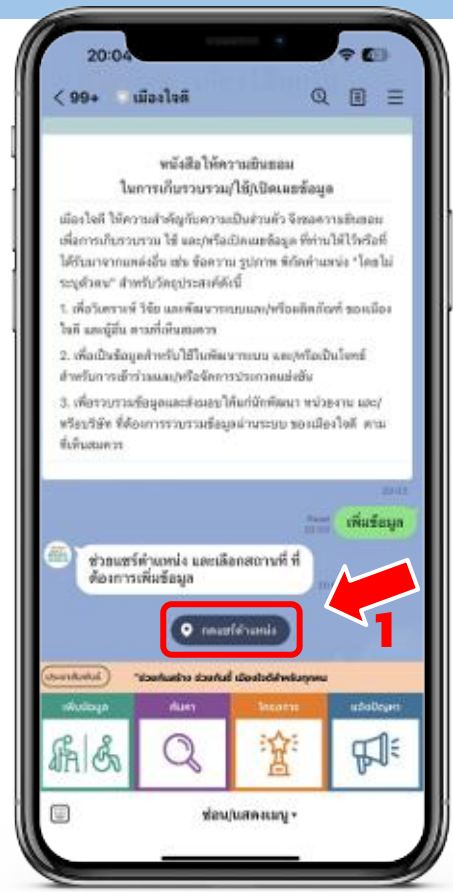 20:04
99+ เมืองใจดี
หนังสือให้ความยินยอม
ในการเก็บรวบรวม/ใช้/เปิดเผยข้อมูล
เมืองใจดี ให้ความสำคัญกับความเป็นส่วนตัว จึงขอความยินยอม
เพื่อการเก็บรวบรวม ใช้ และ/หรือเปิดเผยข้อมูล ที่ท่านให้ไว้หรือที่
ได้รับมาจากแหล่งอื่น เช่น ข้อความ รูปภาพ พิกัดตำแหน่ง "โดยไม่
ระบุตัวตน" สำหรับวัตถุประสงค์ดังนี้
1. เพื่อวิเคราะห์ วิจัย และพัฒนาระบบและ/หรือผลิตภัณฑ์ ของเมือง
ใจดี และผู้อื่น ตามที่เห็นสมควร
2. เพื่อเป็นข้อมูลสำหรับใช้ในพัฒนาระบบ และ/หรือเป็นโจทย์
สำหรับการเข้าร่วมและ/หรือจัดการประกวดแข่งขัน
3. เพื่อรวบรวมข้อมูลและส่งมอบให้แก่นักพัฒนา หน่วยงาน และ/
หรือบริษัท ที่ต้องการรวบรวมข้อมูลผ่านระบบ ของเมืองใจดี ตาม
ที่เห็นสมควร
Read
เพิ่มข้อมูล
ช่วยแชร์ตำแหน่ง และเลือกสถานที่ ที่
ต้องการเพิ่มข้อมูล
กดแชร์ตำแหน่ง
1
ประชาสัมพันธ์ "ช่วยกันสร้าง ช่วยกันชี้ เมืองใจดีสำหรับทุกคน
เพิ่มข้อมูล ค้นหา โครงการ แจ้งปัญหา
ซ่อน/แสดงเมนู